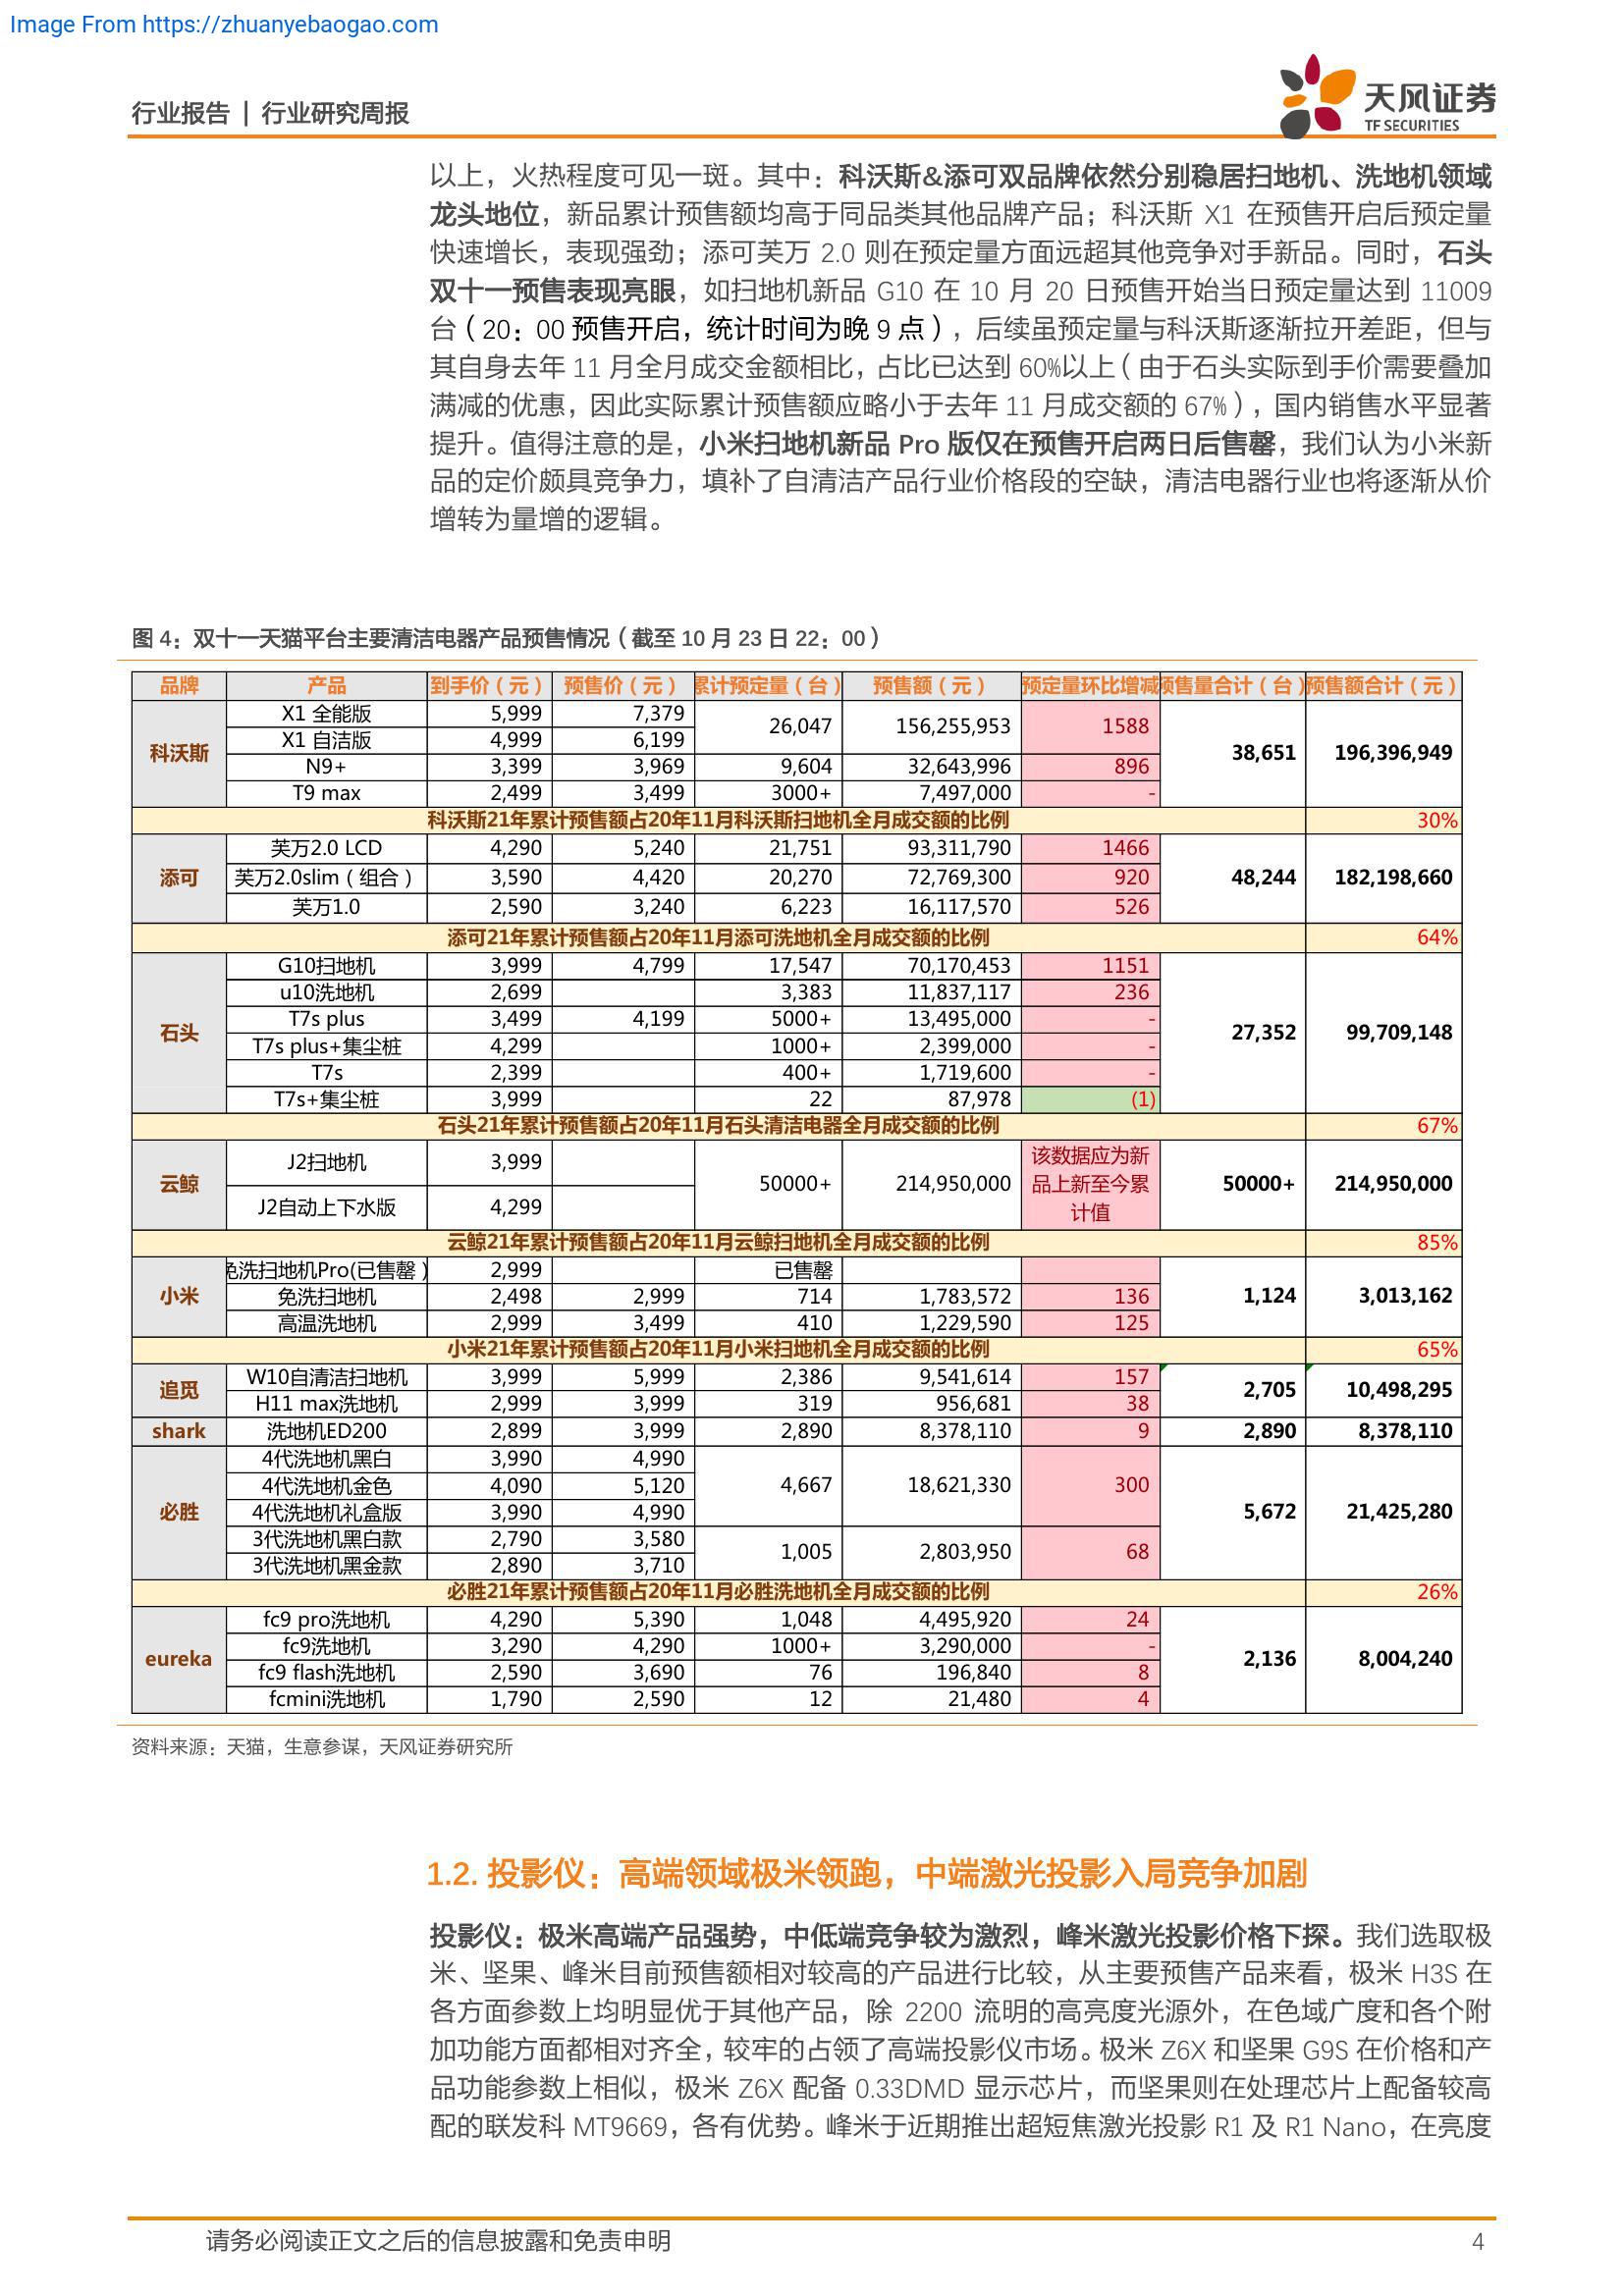 Image From https://zhuanyebaogao.com
行业报告 | 行业研究周报
天风证券
TF SECURITIES
以上，火热程度可见一斑。其中：科沃斯&添可双品牌依然分别稳居扫地机、洗地机领域
龙头地位，新品累计预售额均高于同品类其他品牌产品；科沃斯 X1 在预售开启后预定量
快速增长，表现强劲；添可芙万 2.0 则在预定量方面远超其他竞争对手新品。同时，石头
双十一预售表现亮眼，如扫地机新品 G10 在 10 月 20 日预售开始当日预定量达到 11009
台（20：00 预售开启，统计时间为晚 9 点），后续虽预定量与科沃斯逐渐拉开差距，但与
其自身去年 11 月全月成交金额相比，占比已达到 60%以上（由于石头实际到手价需要叠加
满减的优惠，因此实际累计预售额应略小于去年 11 月成交额的 67%），国内销售水平显著
提升。值得注意的是，小米扫地机新品 Pro 版仅在预售开启两日后售罄，我们认为小米新
品的定价颇具竞争力，填补了自清洁产品行业价格段的空缺，清洁电器行业也将逐渐从价
增转为量增的逻辑。
图 4：双十一天猫平台主要清洁电器产品预售情况（截至 10 月 23 日 22：00）
品牌 产品 到手价（元） 预售价（元） 累计预定量（台） 预售额（元） 预定量环比增减 预售量合计（台） 预售额合计（元）
科沃斯 X1 全能版 5,999 7,379 26,047 156,255,953 1588 38,651 196,396,949
X1 自洁版 4,999 6,199
N9+ 3,399 3,969 9,604 32,643,996 896
T9 max 2,499 3,499 3000+ 7,497,000 -
科沃斯21年累计预售额占20年11月科沃斯扫地机全月成交额的比例 30%
添可 芙万2.0 LCD 4,290 5,240 21,751 93,311,790 1466 48,244 182,198,660
芙万2.0slim（组合） 3,590 4,420 20,270 72,769,300 920
芙万1.0 2,590 3,240 6,223 16,117,570 526
添可21年累计预售额占20年11月添可洗地机全月成交额的比例 64%
石头 G10扫地机 3,999 4,799 17,547 70,170,453 1151 27,352 99,709,148
u10洗地机 2,699 3,383 11,837,117 236
T7s plus 3,499 4,199 5000+ 13,495,000 -
T7s plus+集尘桩 4,299 1000+ 2,399,000 -
T7s 2,399 400+ 1,719,600 -
T7s+集尘桩 3,999 22 87,978 (1)
石头21年累计预售额占20年11月石头清洁电器全月成交额的比例 67%
云鲸 J2扫地机 3,999 50000+ 214,950,000 该数据应为新品上新至今累计值 50000+ 214,950,000
J2自动上下水版 4,299
云鲸21年累计预售额占20年11月云鲸扫地机全月成交额的比例 85%
小米 免洗扫地机Pro(已售罄） 2,999 已售罄 1,124 3,013,162
免洗扫地机 2,498 2,999 714 1,783,572 136
高温洗地机 2,999 3,499 410 1,229,590 125
小米21年累计预售额占20年11月小米扫地机全月成交额的比例 65%
追觅 W10自清洁扫地机 3,999 5,999 2,386 9,541,614 157 2,705 10,498,295
H11 max洗地机 2,999 3,999 319 956,681 38
shark 洗地机ED200 2,899 3,999 2,890 8,378,110 9 2,890 8,378,110
必胜 4代洗地机黑白 3,990 4,990 4,667 18,621,330 300 5,672 21,425,280
4代洗地机金色 4,090 5,120
4代洗地机礼盒版 3,990 4,990
3代洗地机黑白款 2,790 3,580 1,005 2,803,950 68
3代洗地机黑金款 2,890 3,710
必胜21年累计预售额占20年11月必胜洗地机全月成交额的比例 26%
eureka fc9 pro洗地机 4,290 5,390 1,048 4,495,920 24 2,136 8,004,240
fc9洗地机 3,290 4,290 1000+ 3,290,000 -
fc9 flash洗地机 2,590 3,690 76 196,840 8
fcmini洗地机 1,790 2,590 12 21,480 4
资料来源：天猫，生意参谋，天风证券研究所
1.2. 投影仪：高端领域极米领跑，中端激光投影入局竞争加剧
投影仪：极米高端产品强势，中低端竞争较为激烈，峰米激光投影价格下探。我们选取极
米、坚果、峰米目前预售额相对较高的产品进行比较，从主要预售产品来看，极米 H3S 在
各方面参数上均明显优于其他产品，除 2200 流明的高亮度光源外，在色域广度和各个附
加功能方面都相对齐全，较牢的占领了高端投影仪市场。极米 Z6X 和坚果 G9S 在价格和产
品功能参数上相似，极米 Z6X 配备 0.33DMD 显示芯片，而坚果则在处理芯片上配备较高
配的联发科 MT9669，各有优势。峰米于近期推出超短焦激光投影 R1 及 R1 Nano，在亮度
请务必阅读正文之后的信息披露和免责申明
4